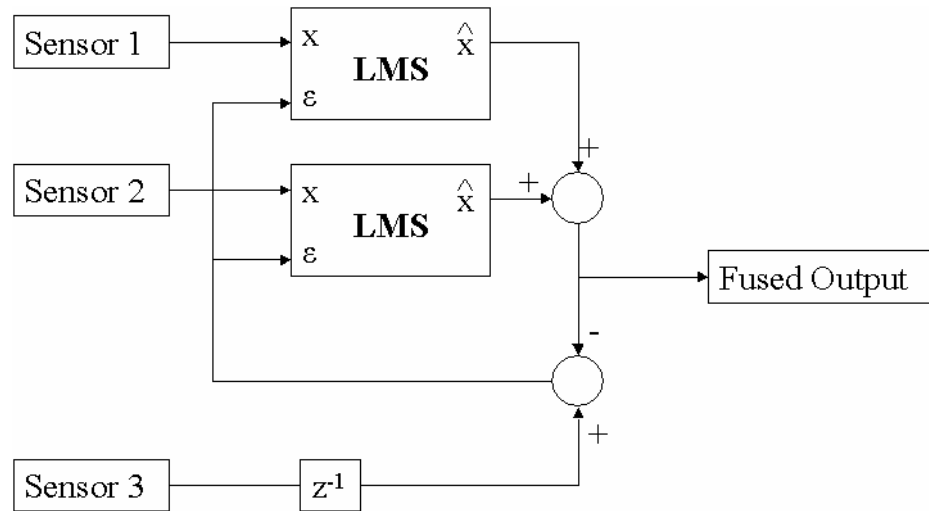 Sensor 1
x
x̂
LMS
ε
+
Sensor 2
x
x̂
+
LMS
ε
Fused Output
-
+
Sensor 3
z⁻¹